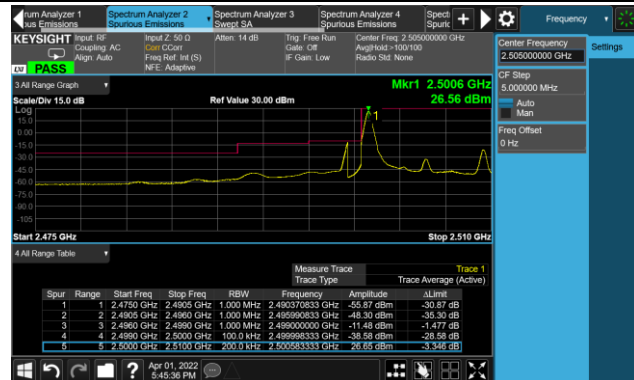 rum Analyzer 1
us Emissions
Spectrum Analyzer 2
Spurious Emissions
Spectrum Analyzer 3
Swept SA
Spectrum Analyzer 4
Spurious Emissions
Spect
Spuri
Frequency
KEYSIGHT
Input: RF
Coupling: AC
Align: Auto
Input Z: 50 Ω
Corr CCorr
Freq Ref: Int (S)
NFE: Adaptive
Atten: 14 dB
Trig: Free Run
Gate: Off
IF Gain: Low
Center Freq: 2.505000000 GHz
Avg|Hold:>100/100
Radio Std: None
LXI
PASS
Center Frequency
2.505000000 GHz
Settings
CF Step
5.000000 MHz
Auto
Man
Freq Offset
0 Hz
3 All Range Graph
Mkr1 2.5006 GHz
Scale/Div 15.0 dB
Ref Value 30.00 dBm
26.56 dBm
Log
15.0
0.00
-15.0
-30.0
-45.0
-60.0
-75.0
-90.0
-105
1
Start 2.475 GHz
Stop 2.510 GHz
4 All Range Table
Measure Trace Trace 1
Trace Type Trace Average (Active)
Spur Range Start Freq Stop Freq RBW Frequency Amplitude ΔLimit
1 1 2.4750 GHz 2.4905 GHz 1.000 MHz 2.490370833 GHz -55.87 dBm -30.87 dB
2 2 2.4905 GHz 2.4960 GHz 1.000 MHz 2.495990833 GHz -48.30 dBm -35.30 dB
3 3 2.4960 GHz 2.4990 GHz 1.000 MHz 2.499000000 GHz -11.48 dBm -1.477 dB
4 4 2.4990 GHz 2.5000 GHz 100.0 kHz 2.499998333 GHz -38.58 dBm -28.58 dB
5 5 2.5000 GHz 2.5100 GHz 200.0 kHz 2.500583333 GHz 26.65 dBm -3.346 dB
Apr 01, 2022
5:45:36 PM